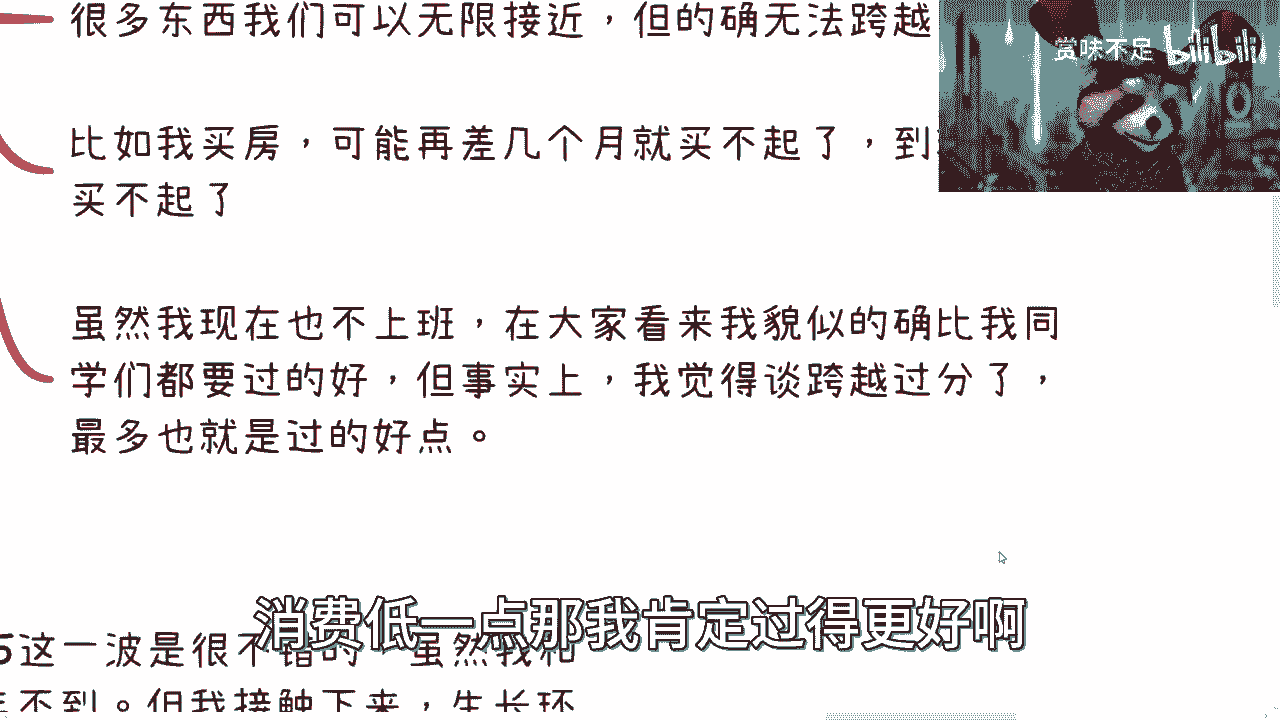 很多东西我们可以无限接近，但的确无法跨越
赏味不足 bilibili
比如我买房，可能再差几个月就买不起了，到
买不起了
虽然我现在也不上班，在大家看来我貌似的确比我同
学们都要过的好，但事实上，我觉得谈跨越过分了，
最多也就是过的好点。
消费低一点那我肯定过得更好啊
5这一波是很不错的 虽然我和
不到。但我接触下来，生长环